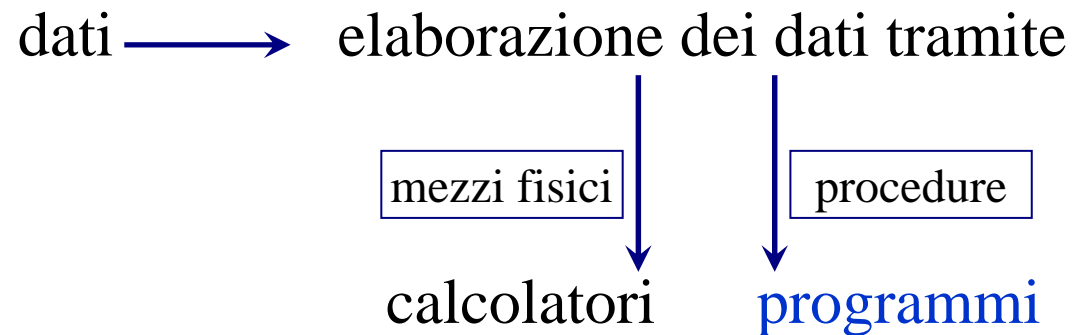 dati elaborazione dei dati tramite
mezzi fisici procedure
calcolatori programmi